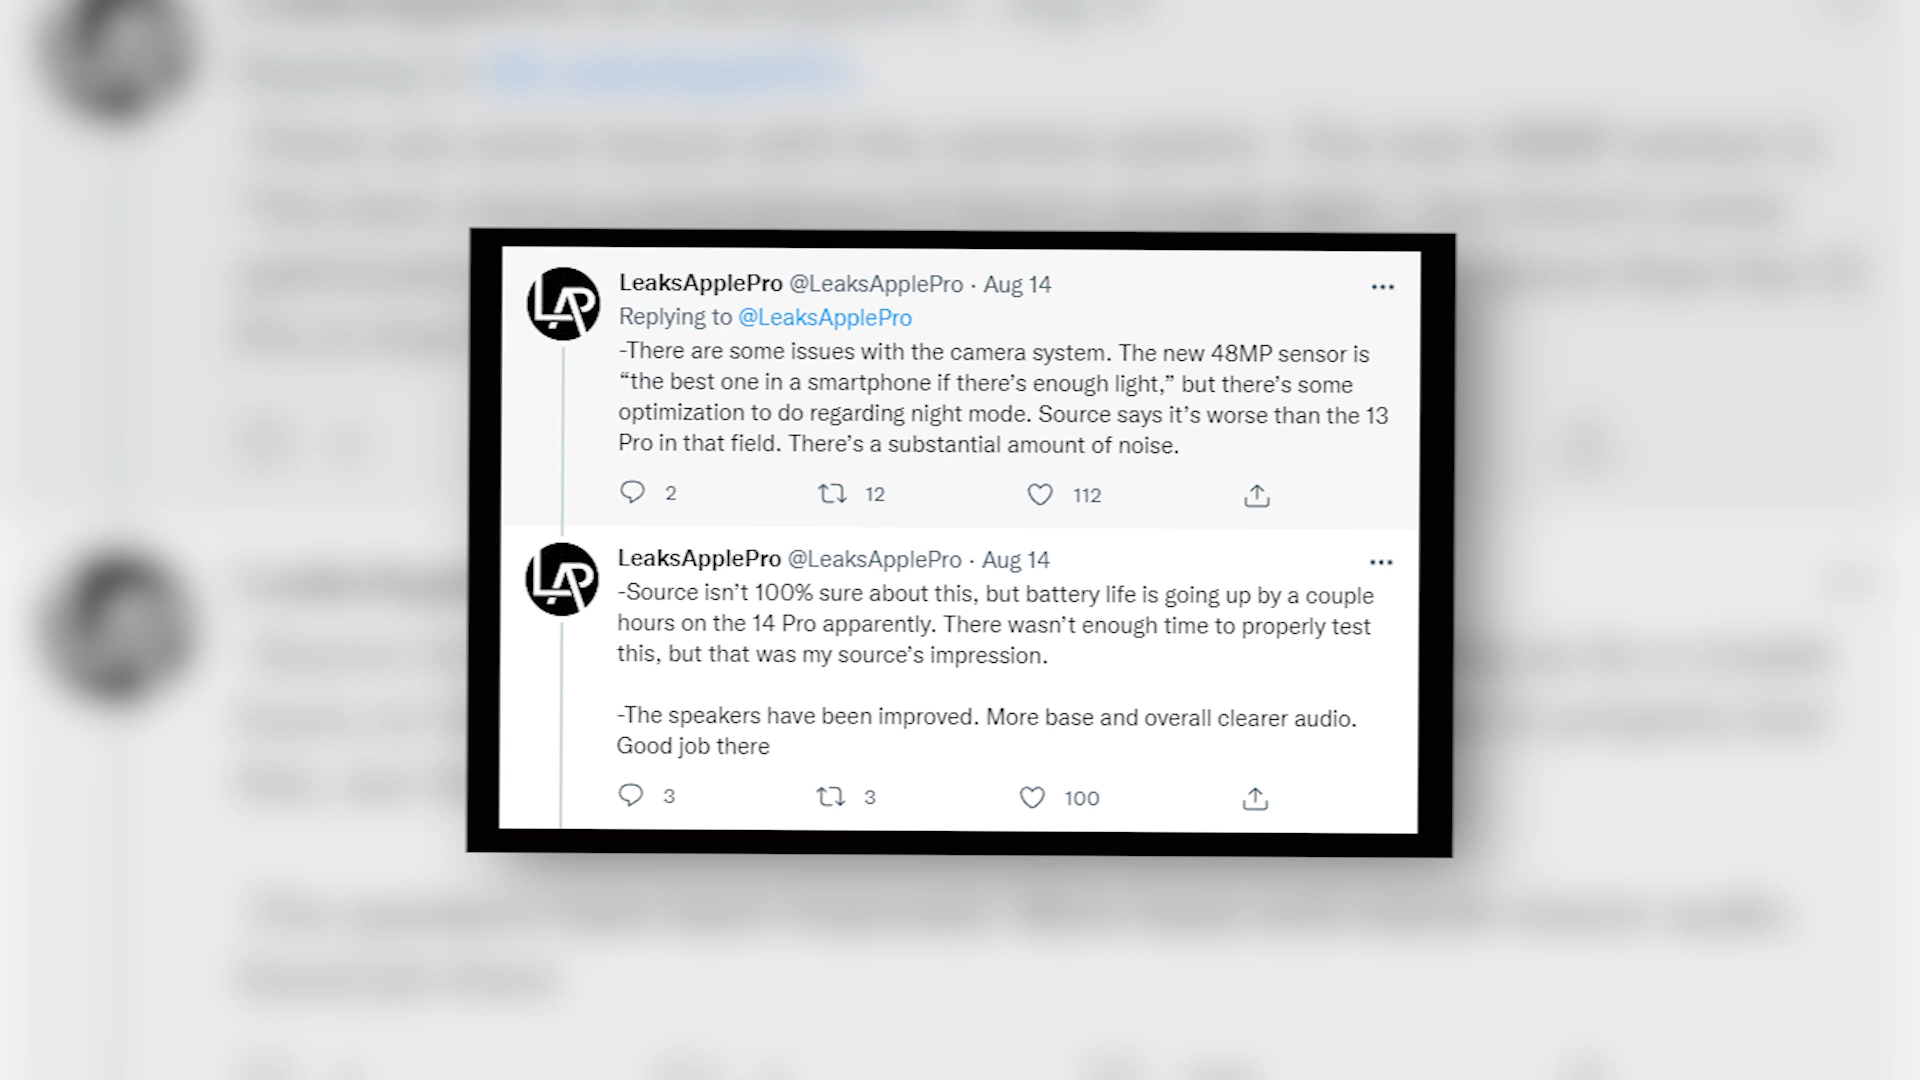 LeaksApplePro @LeaksApplePro · Aug 14
Replying to @LeaksApplePro
-There are some issues with the camera system. The new 48MP sensor is
“the best one in a smartphone if there’s enough light,” but there’s some
optimization to do regarding night mode. Source says it’s worse than the 13
Pro in that field. There’s a substantial amount of noise.
2 12 112
LeaksApplePro @LeaksApplePro · Aug 14
-Source isn’t 100% sure about this, but battery life is going up by a couple
hours on the 14 Pro apparently. There wasn’t enough time to properly test
this, but that was my source’s impression.
-The speakers have been improved. More base and overall clearer audio.
Good job there
3 3 100